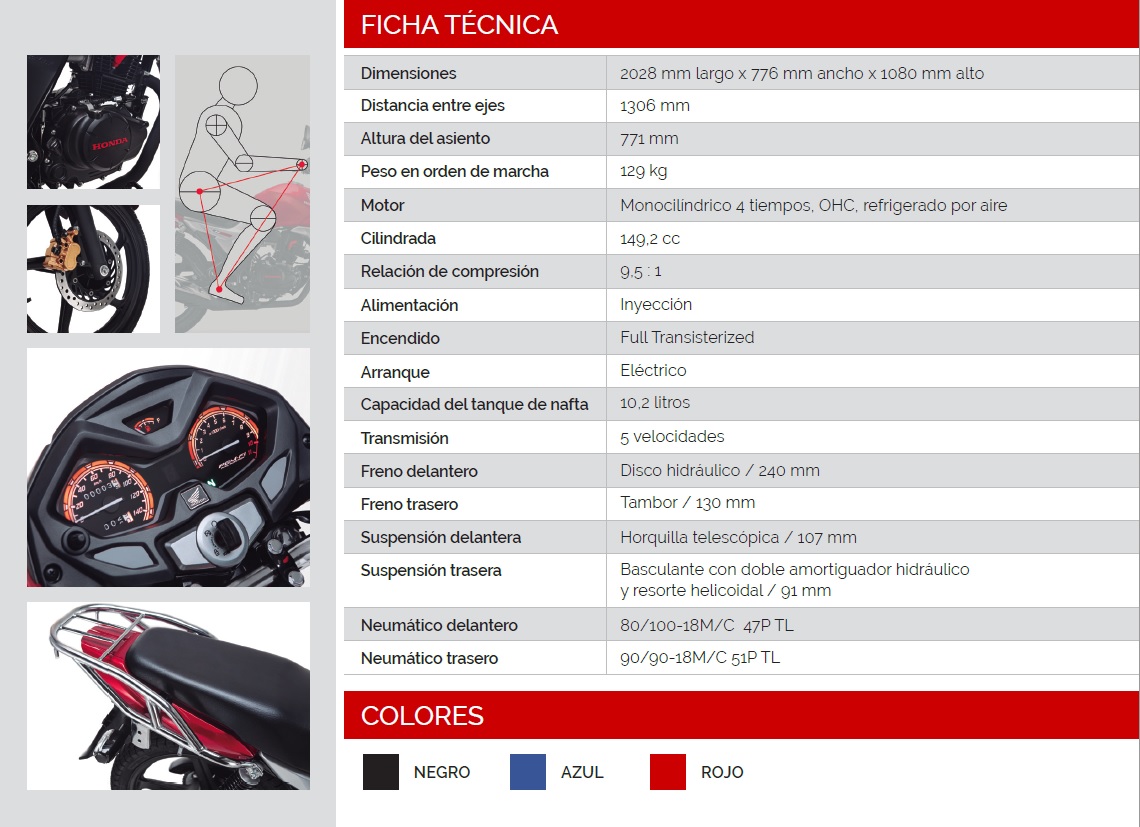 FICHA TÉCNICA
Dimensiones 2028 mm largo x 776 mm ancho x 1080 mm alto
Distancia entre ejes 1306 mm
Altura del asiento 771 mm
Peso en orden de marcha 129 kg
Motor Monocilíndrico 4 tiempos, OHC, refrigerado por aire
Cilindrada 149,2 cc
Relación de compresión 9,5 : 1
Alimentación Inyección
Encendido Full Transisterized
Arranque Eléctrico
Capacidad del tanque de nafta 10,2 litros
Transmisión 5 velocidades
Freno delantero Disco hidráulico / 240 mm
Freno trasero Tambor / 130 mm
Suspensión delantera Horquilla telescópica / 107 mm
Suspensión trasera Basculante con doble amortiguador hidráulico
y resorte helicoidal / 91 mm
Neumático delantero 80/100-18M/C 47P TL
Neumático trasero 90/90-18M/C 51P TL
COLORES
NEGRO AZUL ROJO
HONDA